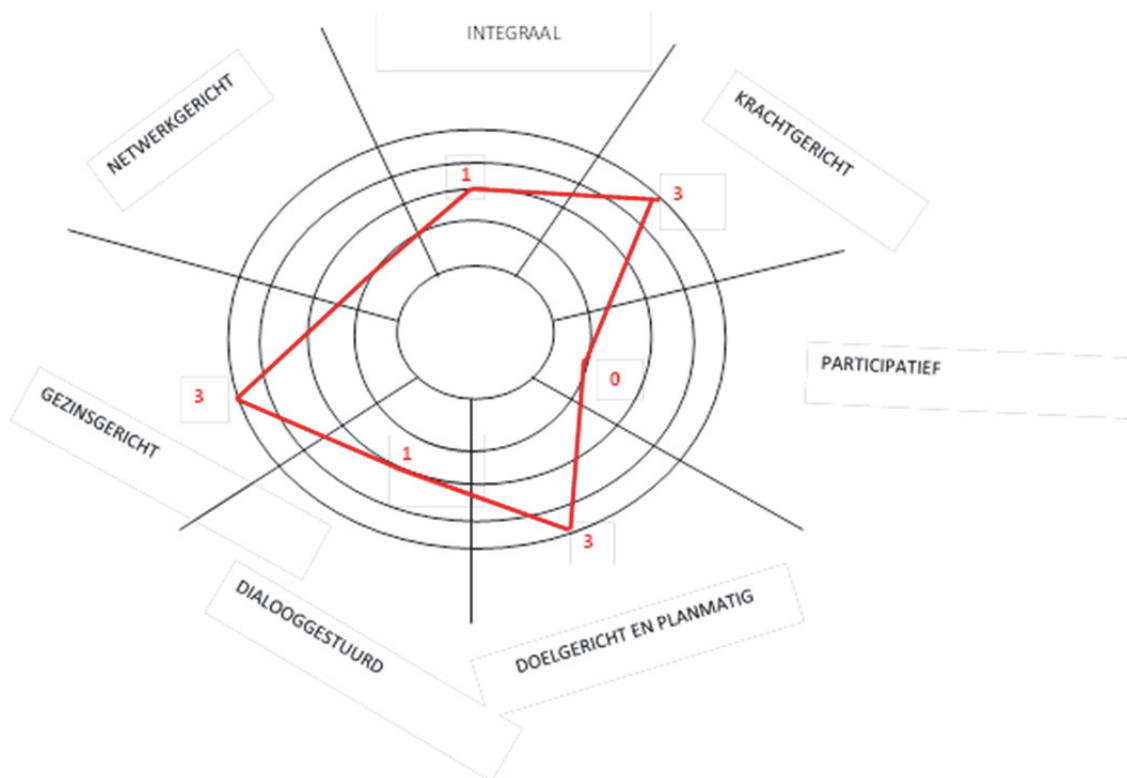 INTEGRAAL
NETWERKGERICHT
KRACHTGERICHT
1
3
PARTICIPATIEF
0
3
GEZINSGERICHT
1
3
DIALOOGGESTUURD
DOELGERICHT EN PLANMATIG